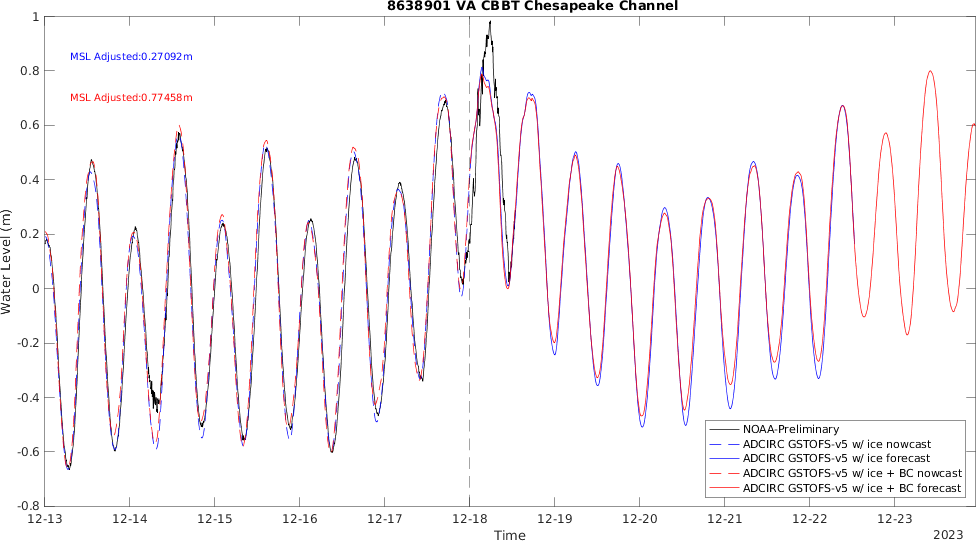 8638901 VA CBBT Chesapeake Channel
MSL Adjusted:0.27092m
MSL Adjusted:0.77458m
Water Level (m)
1
0.8
0.6
0.4
0.2
0
-0.2
-0.4
-0.6
-0.8
NOAA-Preliminary
ADCIRC GSTOFS-v5 w/ ice nowcast
ADCIRC GSTOFS-v5 w/ ice forecast
ADCIRC GSTOFS-v5 w/ ice + BC nowcast
ADCIRC GSTOFS-v5 w/ ice + BC forecast
12-13 12-14 12-15 12-16 12-17 12-18 12-19 12-20 12-21 12-22 12-23
Time
2023